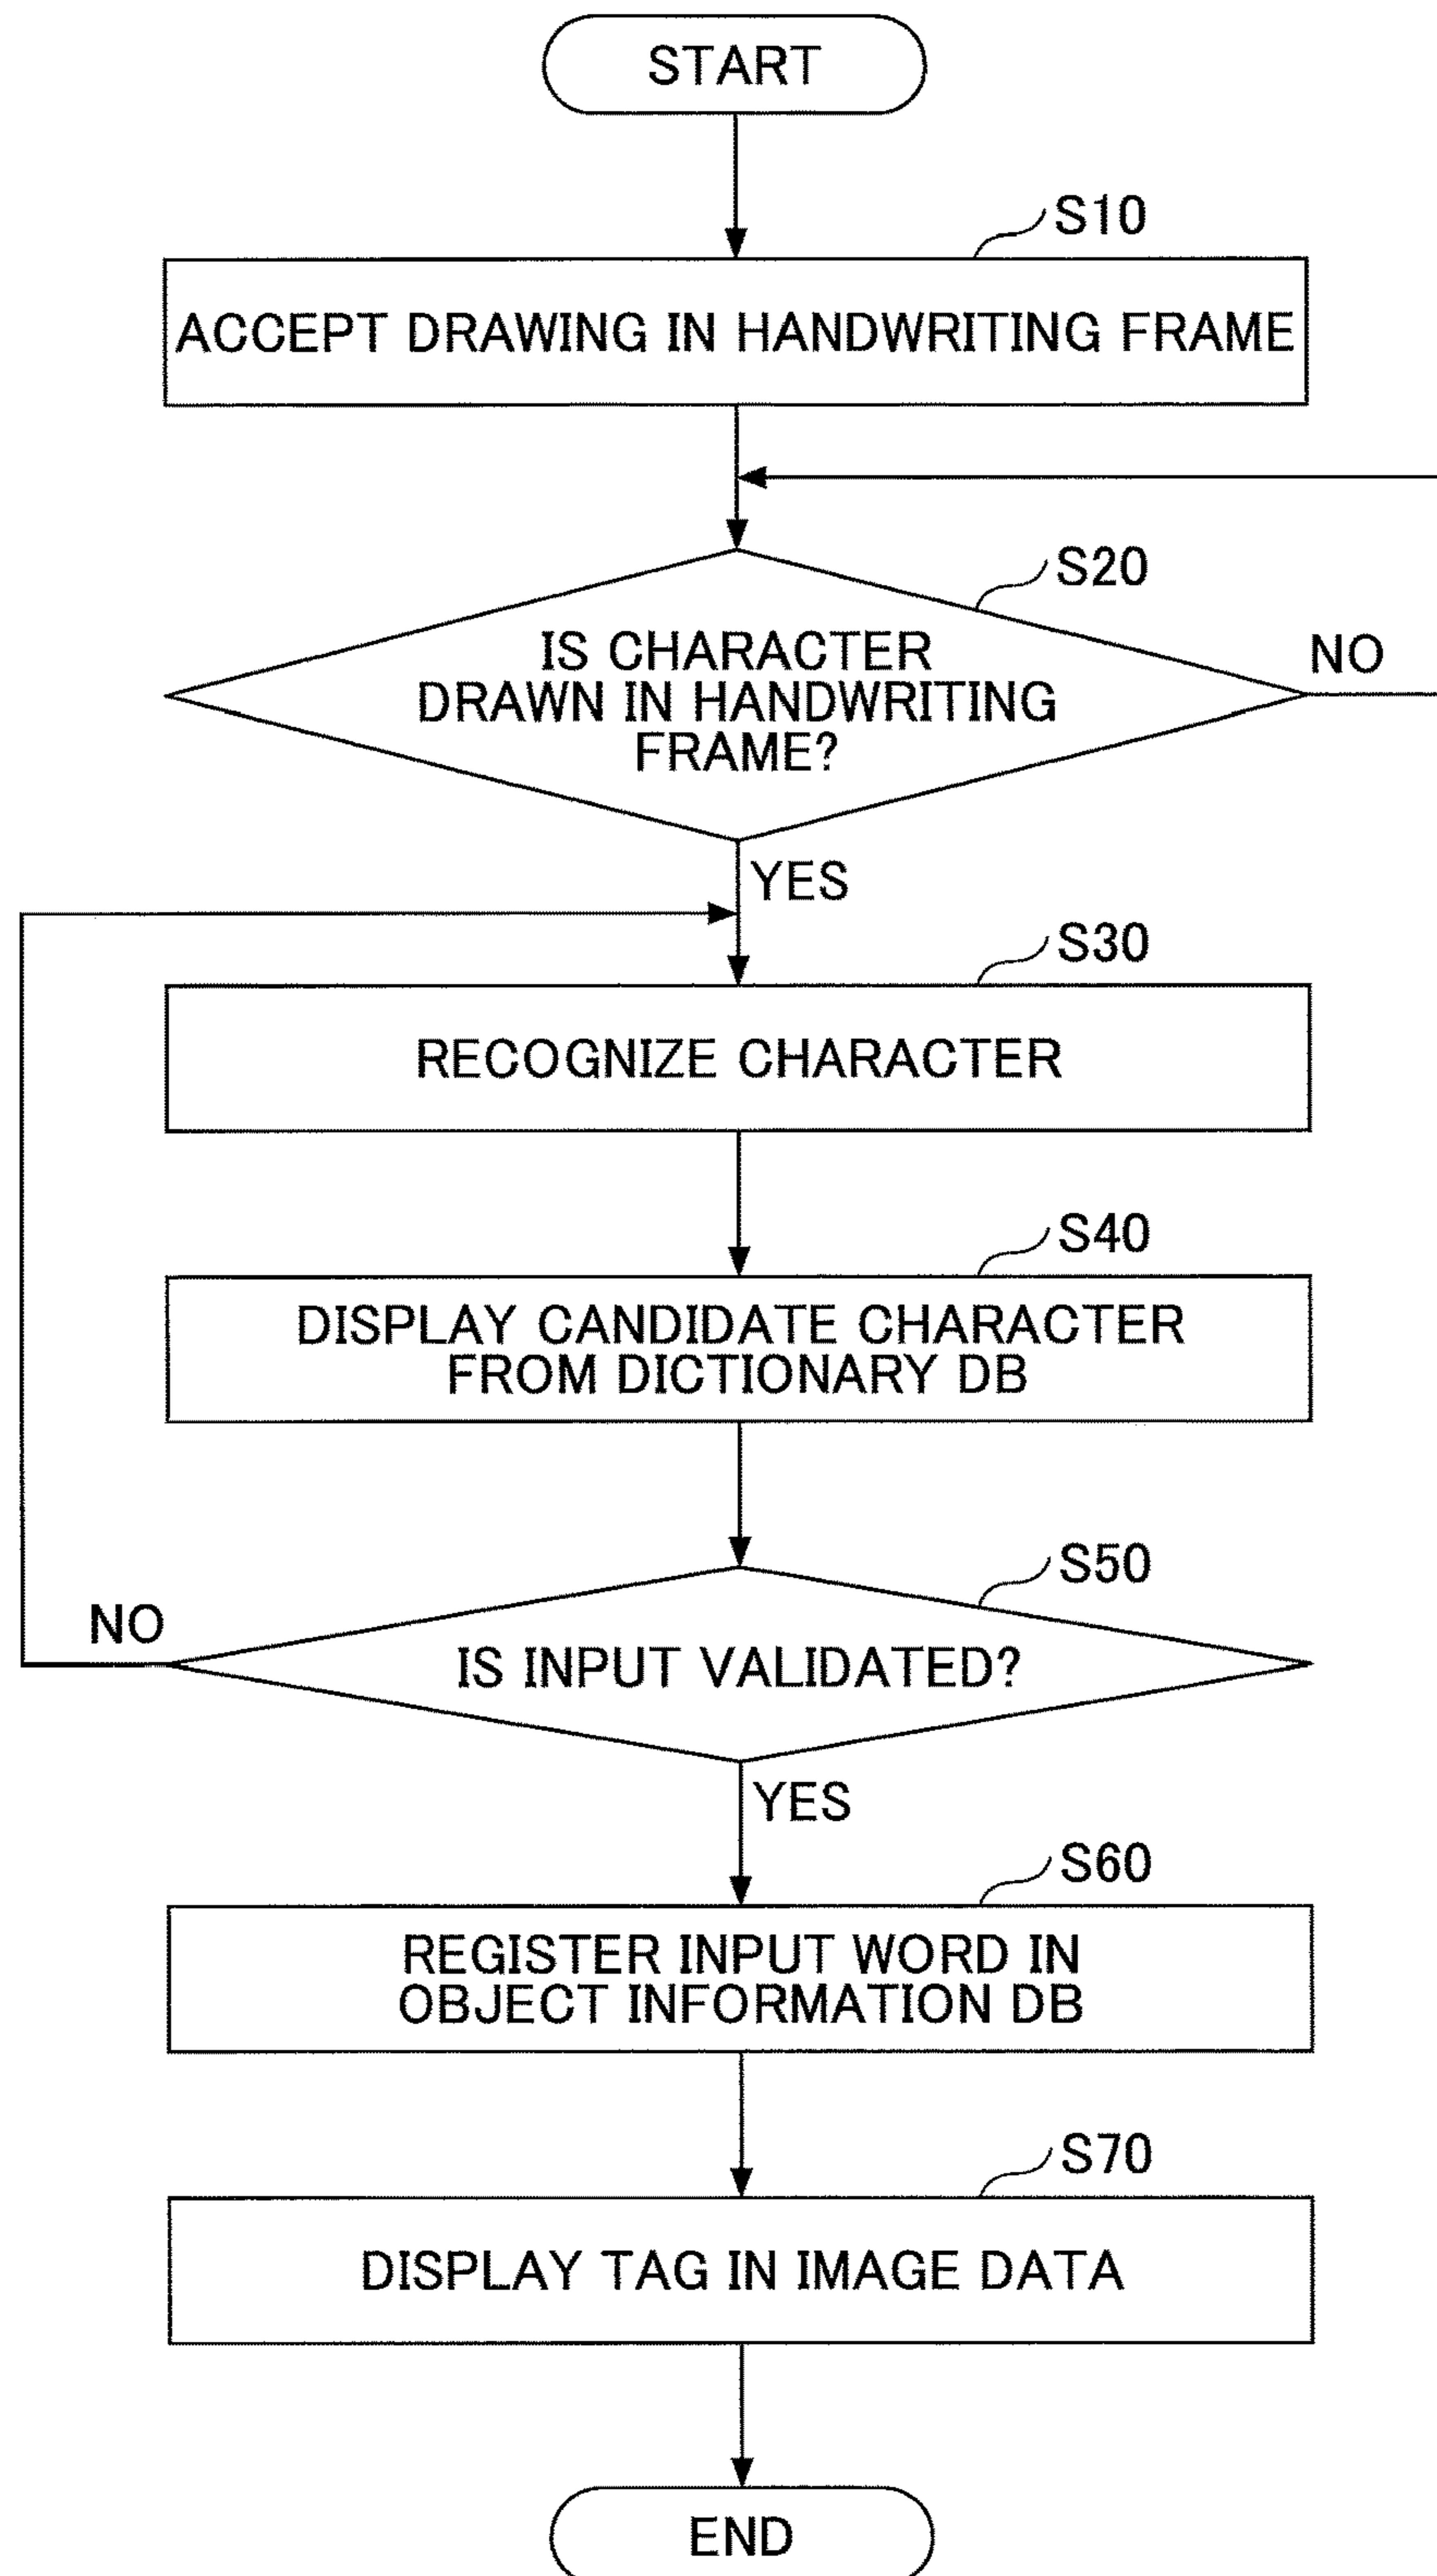 START
S10
ACCEPT DRAWING IN HANDWRITING FRAME
S20
IS CHARACTER
DRAWN IN HANDWRITING
FRAME?
NO
YES
S30
RECOGNIZE CHARACTER
S40
DISPLAY CANDIDATE CHARACTER
FROM DICTIONARY DB
S50
NO
IS INPUT VALIDATED?
YES
S60
REGISTER INPUT WORD IN
OBJECT INFORMATION DB
S70
DISPLAY TAG IN IMAGE DATA
END